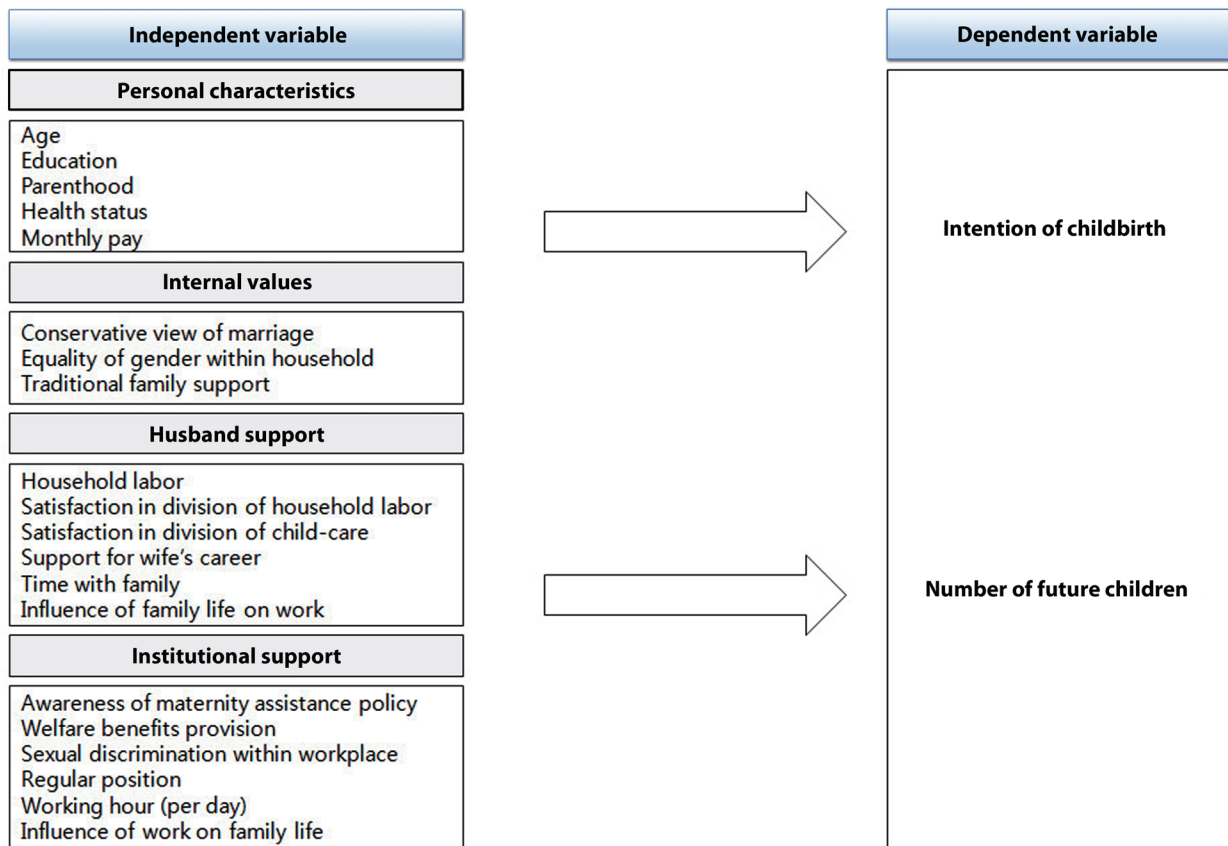 Independent variable
Personal characteristics
Age
Education
Parenthood
Health status
Monthly pay
Internal values
Conservative view of marriage
Equality of gender within household
Traditional family support
Husband support
Household labor
Satisfaction in division of household labor
Satisfaction in division of child-care
Support for wife's career
Time with family
Influence of family life on work
Institutional support
Awareness of maternity assistance policy
Welfare benefits provision
Sexual discrimination within workplace
Regular position
Working hour (per day)
Influence of work on family life
Dependent variable
Intention of childbirth
Number of future children